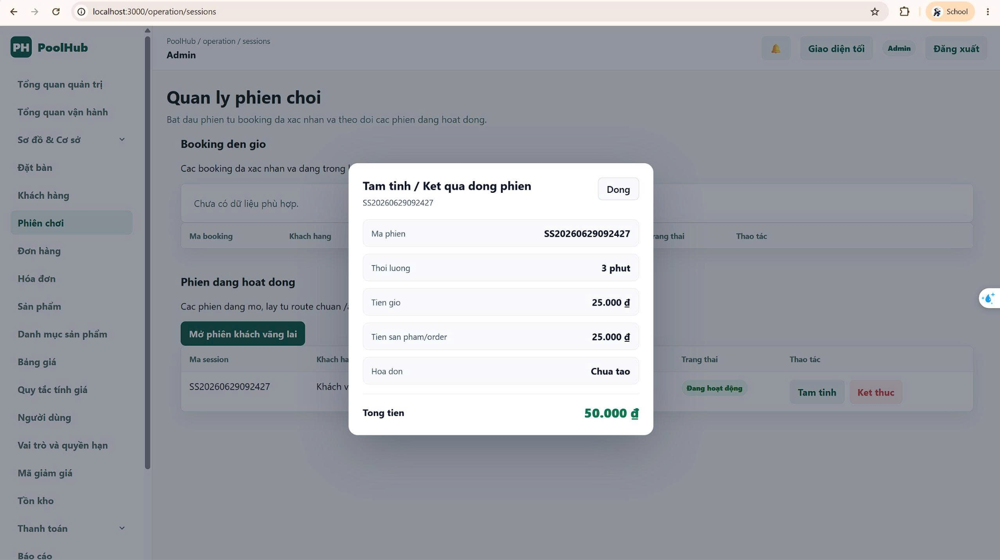 localhost:3000/operation/sessions
School
PH PoolHub
PoolHub / operation / sessions
Admin
Giao diện tối
Admin
Đăng xuất
Tổng quan quản trị
Tổng quan vận hành
Sơ đồ & Cơ sở
Đặt bàn
Khách hàng
Phiên chơi
Đơn hàng
Hóa đơn
Sản phẩm
Danh mục sản phẩm
Bảng giá
Quy tắc tính giá
Người dùng
Vai trò và quyền hạn
Mã giảm giá
Tồn kho
Thanh toán
Báo cáo
Quan ly phien choi
Bat dau phien tu booking da xac nhan va theo doi cac phien dang hoat dong.
Booking den gio
Cac booking da xac nhan va dang trong
Chưa có dữ liệu phù hợp.
Ma booking Khach hang rang thai Thao tác
Phien dang hoat dong
Cac phien dang mo, lay tu route chuan
Mở phiên khách vãng lai
Ma session Khach ha Trang thai Thao tác
SS20260629092427 Khách v Đang hoạt động Tam tinh Ket thuc
Tam tinh / Ket qua dong phien
Dong
SS20260629092427
Ma phien SS20260629092427
Thoi luong 3 phut
Tien gio 25.000 ₫
Tien san pham/order 25.000 ₫
Hoa don Chua tao
Tong tien 50.000 ₫